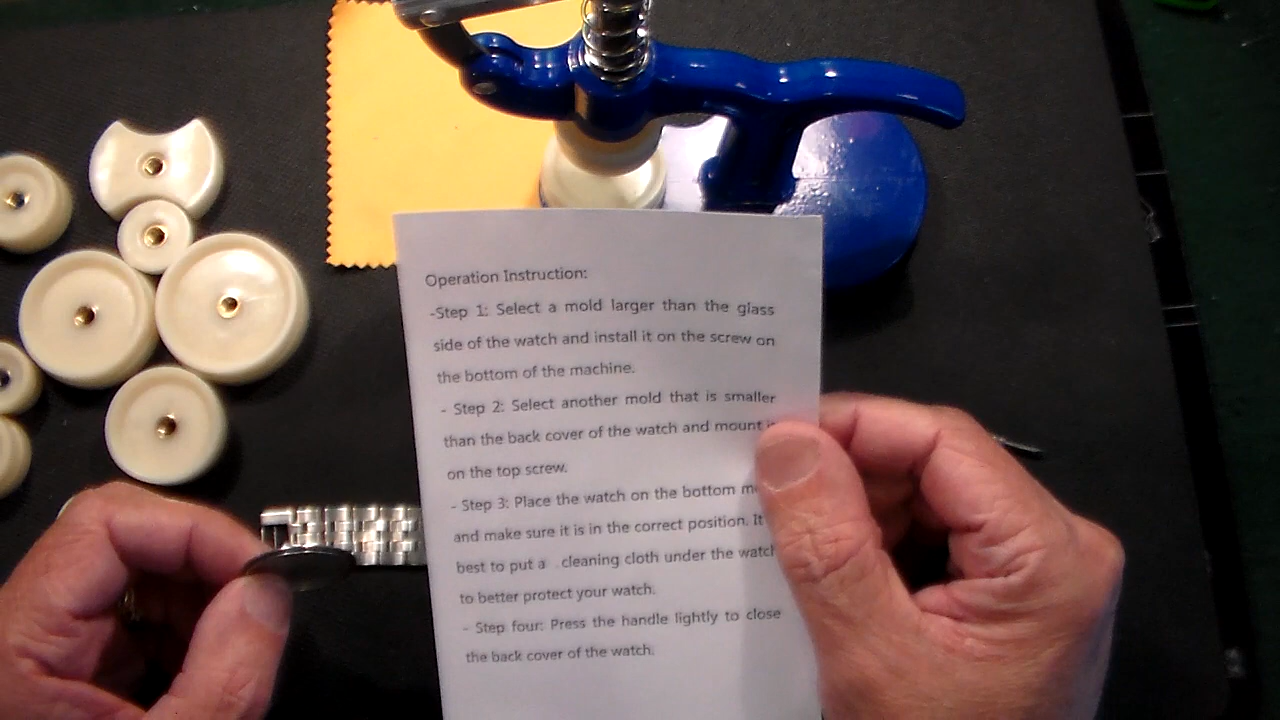 Operation Instruction:
-Step 1: Select a mold larger than the glass
side of the watch and install it on the screw on
the bottom of the machine.
- Step 2: Select another mold that is smaller
than the back cover of the watch and mount
on the top screw.
- Step 3: Place the watch on the bottom
and make sure it is in the correct position. It
best to put a cleaning cloth under the watch
to better protect your watch.
- Step four: Press the handle lightly to close
the back cover of the watch.